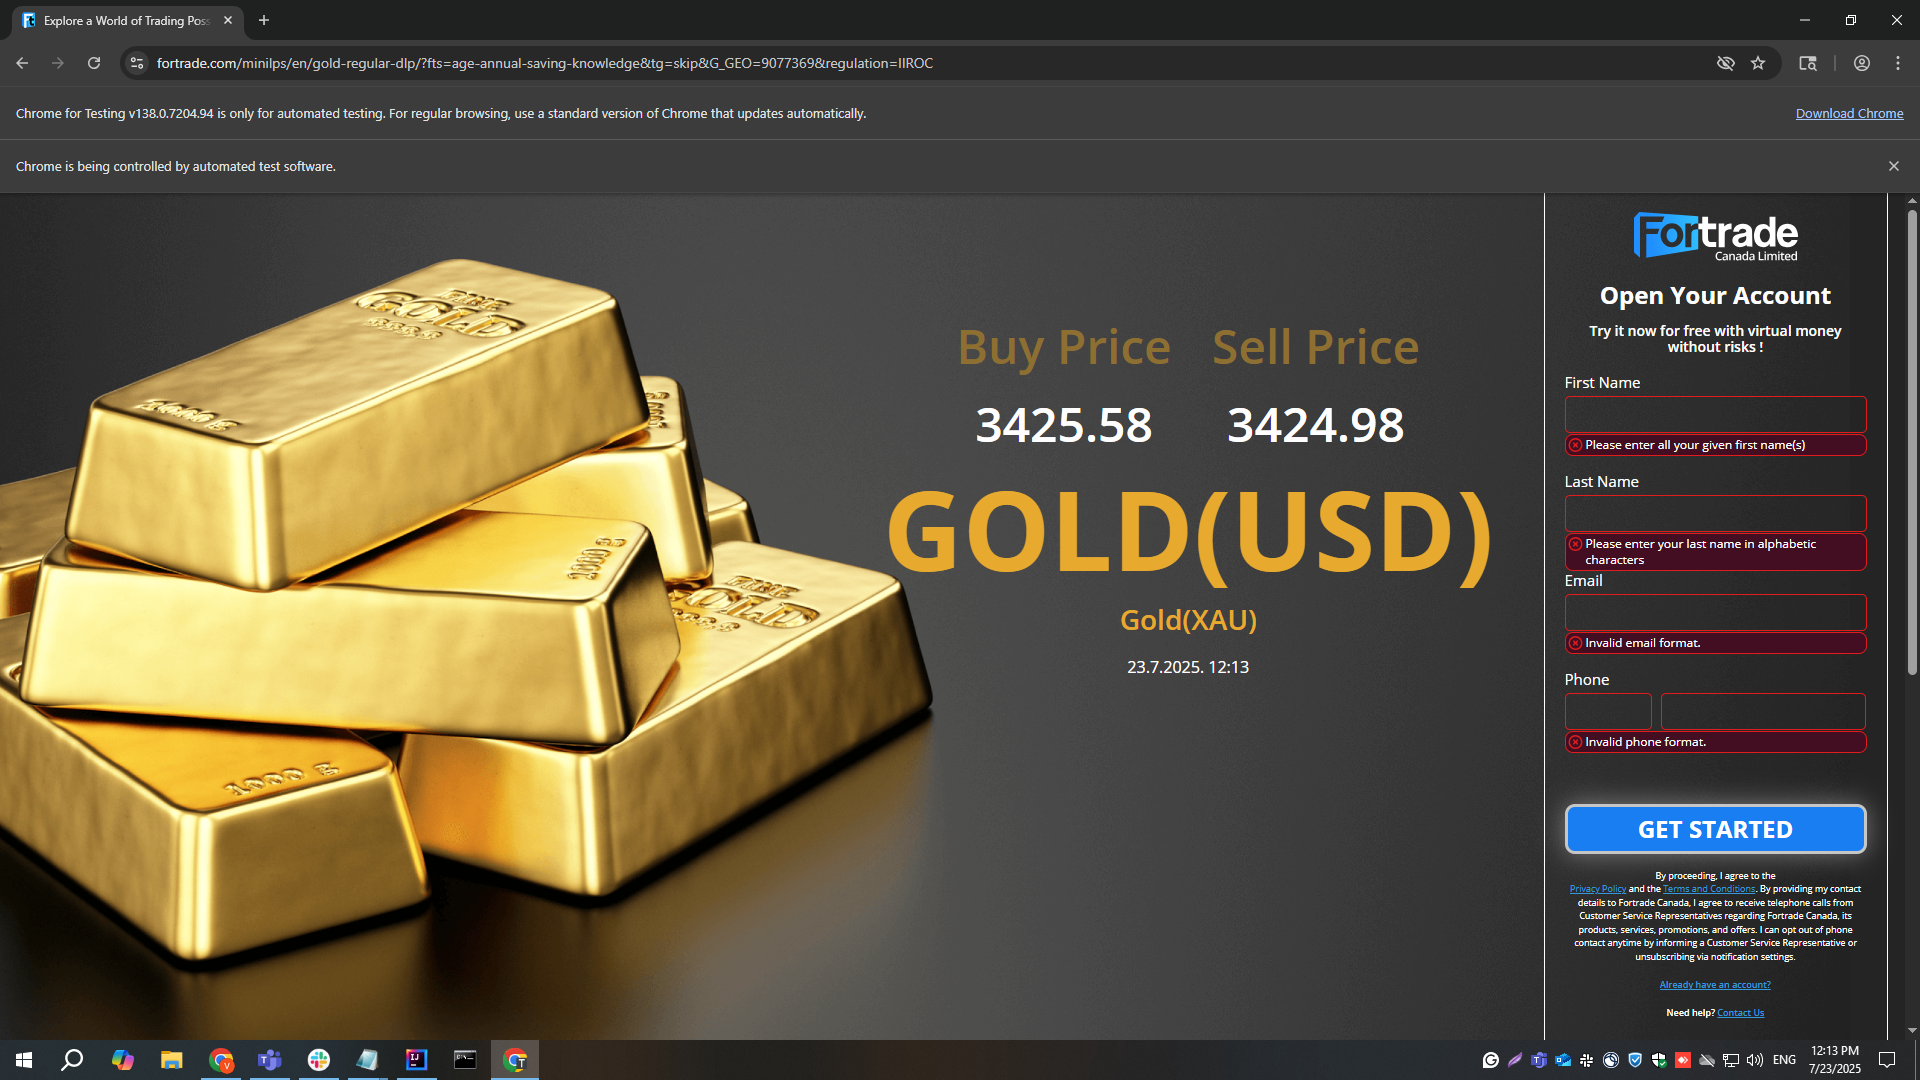 Explore a World of Trading Poss
fortrade.com/minilps/en/gold-regular-dlp/?fts=age-annual-saving-knowledge&tg=skip&G_GEO=9077369&regulation=IIROC
Chrome for Testing v138.0.7204.94 is only for automated testing. For regular browsing, use a standard version of Chrome that updates automatically.
Download Chrome
Chrome is being controlled by automated test software.
FINE
GOLD
999.9
1000 g
2000 g
FINE
GOLD
1000 g
Buy Price
Sell Price
3425.58
3424.98
GOLD(USD)
Gold(XAU)
23.7.2025. 12:13
Fortrade
Canada Limited
Open Your Account
Try it now for free with virtual money
without risks !
First Name
Please enter all your given first name(s)
Last Name
Please enter your last name in alphabetic
characters
Email
Invalid email format.
Phone
Invalid phone format.
GET STARTED
By proceeding, I agree to the
Privacy Policy and the Terms and Conditions. By providing my contact
details to Fortrade Canada, I agree to receive telephone calls from
Customer Service Representatives regarding Fortrade Canada, its
products, services, promotions, and offers. I can opt out of phone
contact anytime by informing a Customer Service Representative or
unsubscribing via notification settings.
Already have an account?
Need help? Contact Us
ENG
12:13 PM
7/23/2025